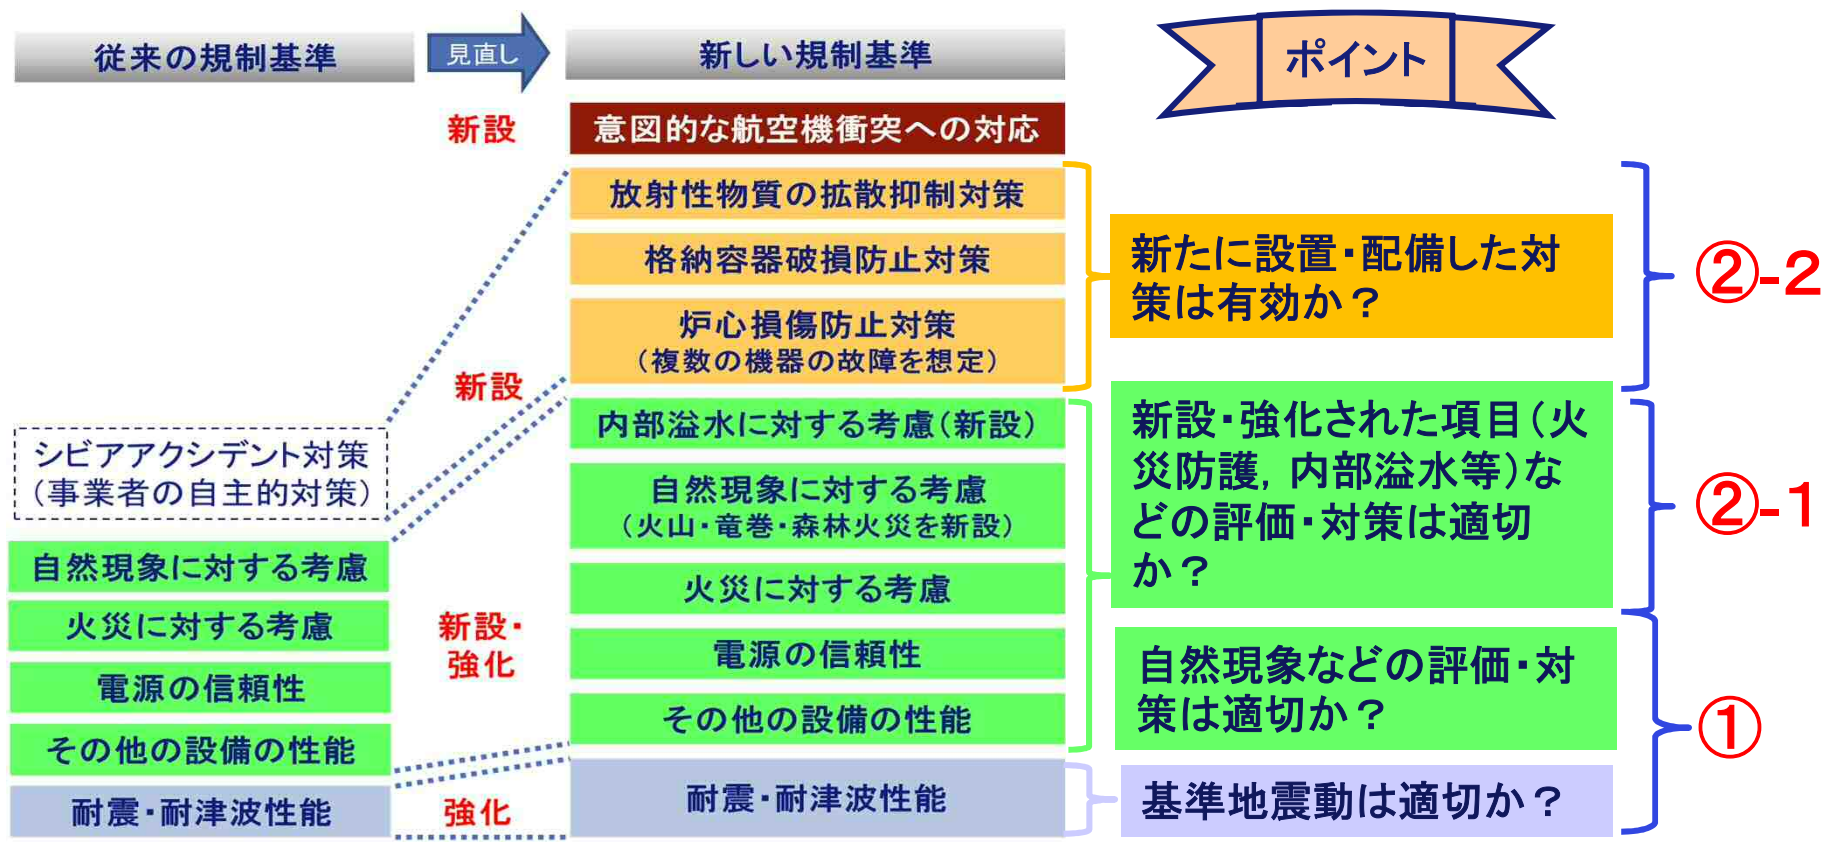 従来の規制基準
見直し
新しい規制基準
ポイント
新設
意図的な航空機衝突への対応
放射性物質の拡散抑制対策
格納容器破損防止対策
炉心損傷防止対策
（複数の機器の故障を想定）
新たに設置・配備した対
策は有効か？
②-2
新設
シビアアクシデント対策
（事業者の自主的対策）
内部溢水に対する考慮（新設）
自然現象に対する考慮
（火山・竜巻・森林火災を新設）
火災に対する考慮
電源の信頼性
その他の設備の性能
新設・強化された項目（火
災防護，内部溢水等）な
どの評価・対策は適切
か？
②-1
自然現象に対する考慮
火災に対する考慮
電源の信頼性
その他の設備の性能
新設・
強化
自然現象などの評価・対
策は適切か？
①
耐震・耐津波性能
強化
耐震・耐津波性能
基準地震動は適切か？